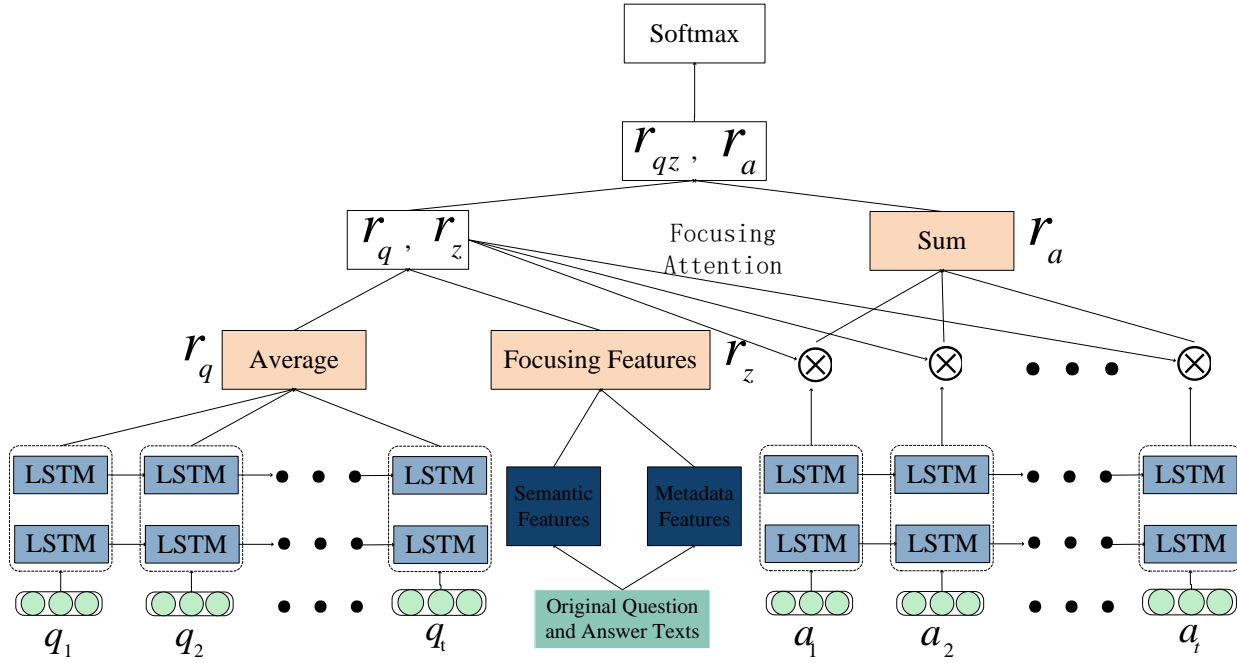 Softmax
r_qz , r_a
r_q , r_z
Focusing
Attention
Sum
r_a
r_q
Average
Focusing Features
r_z
LSTM LSTM LSTM
Semantic
Features
Metadata
Features
LSTM LSTM LSTM
LSTM LSTM LSTM
LSTM LSTM LSTM
Original Question
and Answer Texts
q_1 q_2 q_t
a_1 a_2 a_t